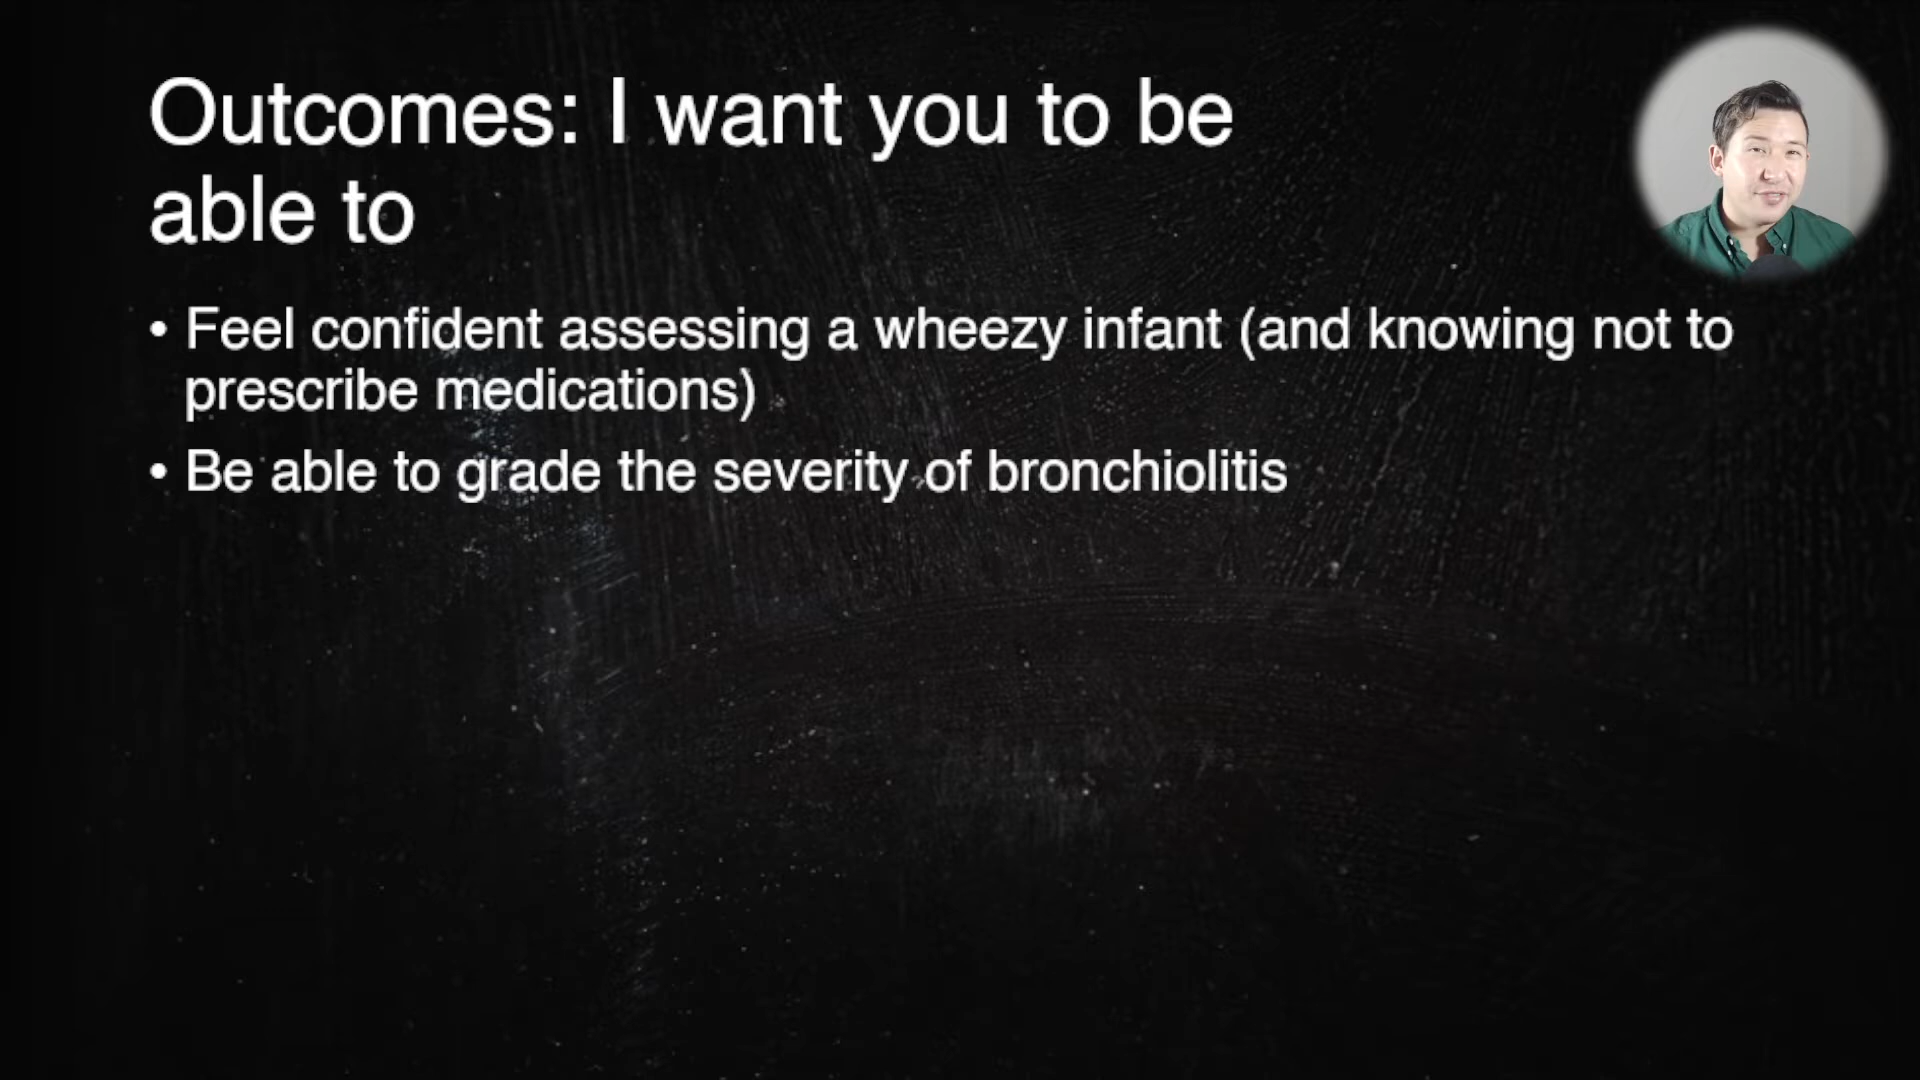 Outcomes: I want you to be
able to
• Feel confident assessing a wheezy infant (and knowing not to
prescribe medications)
• Be able to grade the severity of bronchiolitis